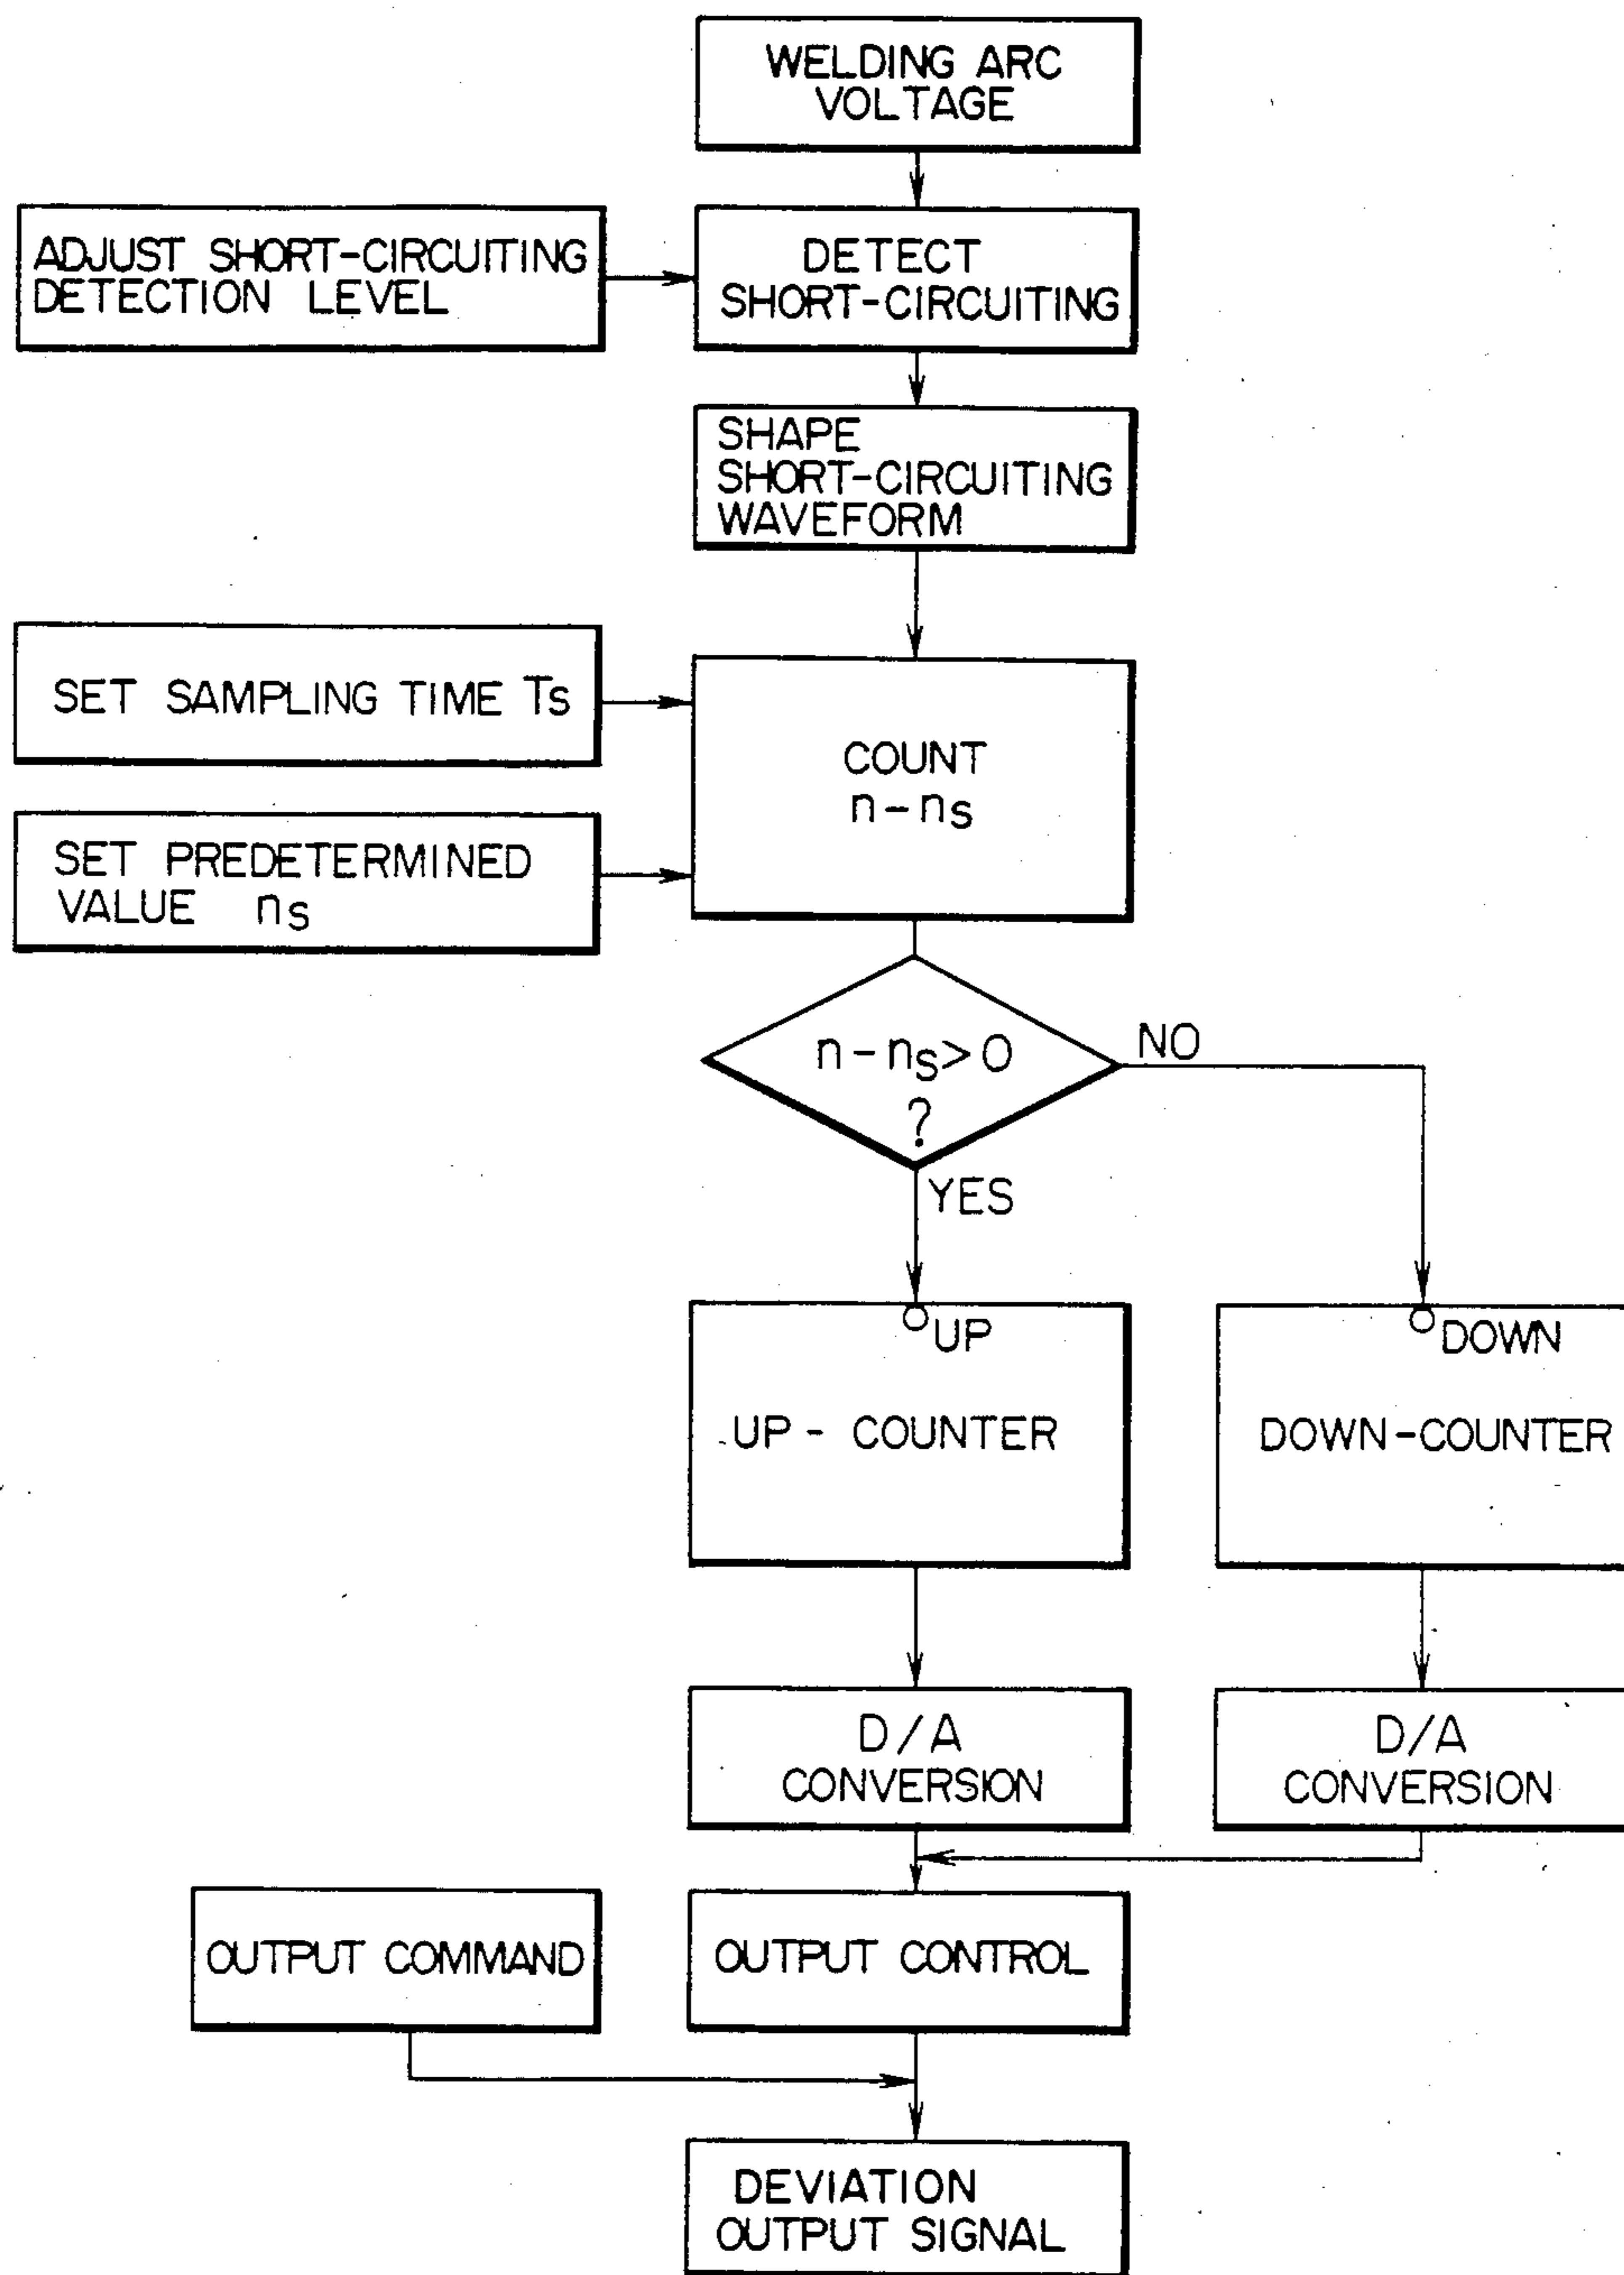 WELDING ARC
VOLTAGE
ADJUST SHORT-CIRCUITING
DETECTION LEVEL
DETECT
SHORT-CIRCUITING
SHAPE
SHORT-CIRCUITING
WAVEFORM
SET SAMPLING TIME Ts
COUNT
n-ns
SET PREDETERMINED
VALUE ns
n-ns>0
?
NO
YES
UP
DOWN
UP-COUNTER
DOWN-COUNTER
D/A
CONVERSION
D/A
CONVERSION
OUTPUT COMMAND
OUTPUT CONTROL
DEVIATION
OUTPUT SIGNAL